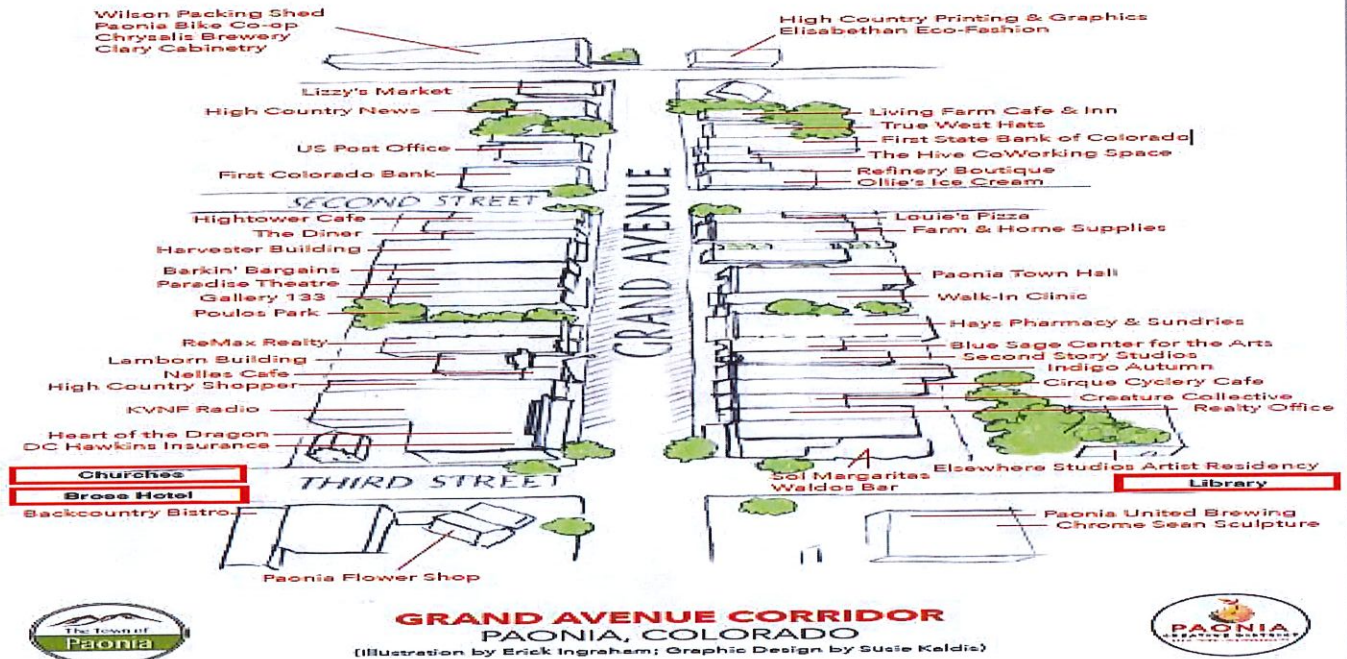 Wilson Packing Shed
Paonia Bike Co-op
Chrysalis Brewery
Clary Cabinetry
High Country Printing & Graphics
Elisabethan Eco-Fashion
Lizzy's Market
High Country News
US Post Office
First Colorado Bank
Living Farm Cafe & Inn
True West Hats
First State Bank of Colorado
The Hive CoWorking Space
Refinery Boutique
Ollie's Ice Cream
SECOND STREET
GRAND AVENUE
Hightower Cafe
The Diner
Harvester Building
Barkin' Bargains
Paradise Theatre
Gallery 133
Poulos Park
ReMax Realty
Lamborn Building
Nelles Cafe
High Country Shopper
KVNF Radio
Heart of the Dragon
DC Hawkins Insurance
Louie's Pizza
Farm & Home Supplies
Paonia Town Hall
Walk-In Clinic
Hays Pharmacy & Sundries
Blue Sage Center for the Arts
Second Story Studios
Indigo Autumn
Cirque Cyclery Cafe
Creature Collective
Realty Office
Elsewhere Studios Artist Residency
Sol Margaritas
Waldos Bar
Churches
Bross Hotel
Library
THIRD STREET
Backcountry Bistro
Paonia Flower Shop
Paonia United Brewing
Chrome Sean Sculpture
The Town of
Paonia
GRAND AVENUE CORRIDOR
PAONIA, COLORADO
(Illustration by Erick Ingraham; Graphic Design by Susie Kaldis)
PAONIA
CREATIVE DISTRICT